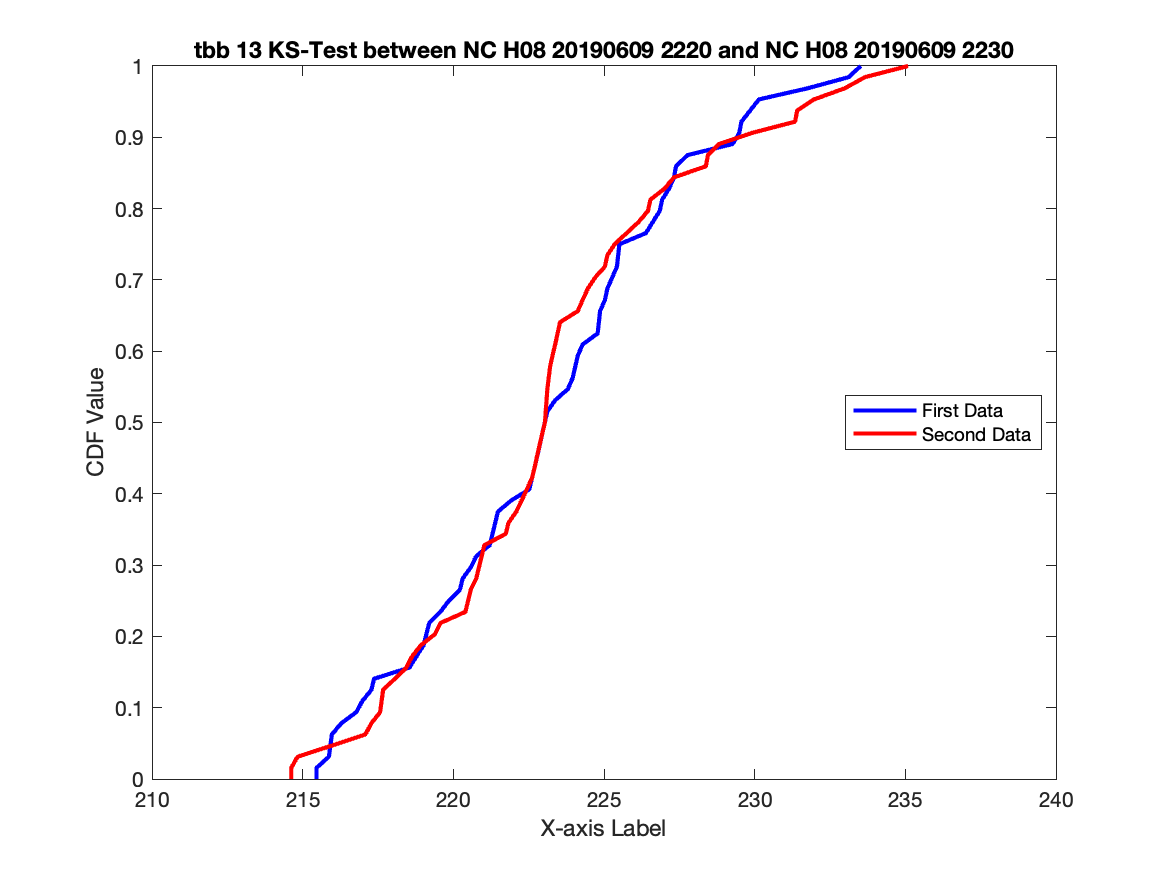 tbb 13 KS-Test between NC H08 20190609 2220 and NC H08 20190609 2230
1
0.9
0.8
0.7
0.6
0.5
0.4
0.3
0.2
0.1
0
CDF Value
First Data
Second Data
210 215 220 225 230 235 240
X-axis Label